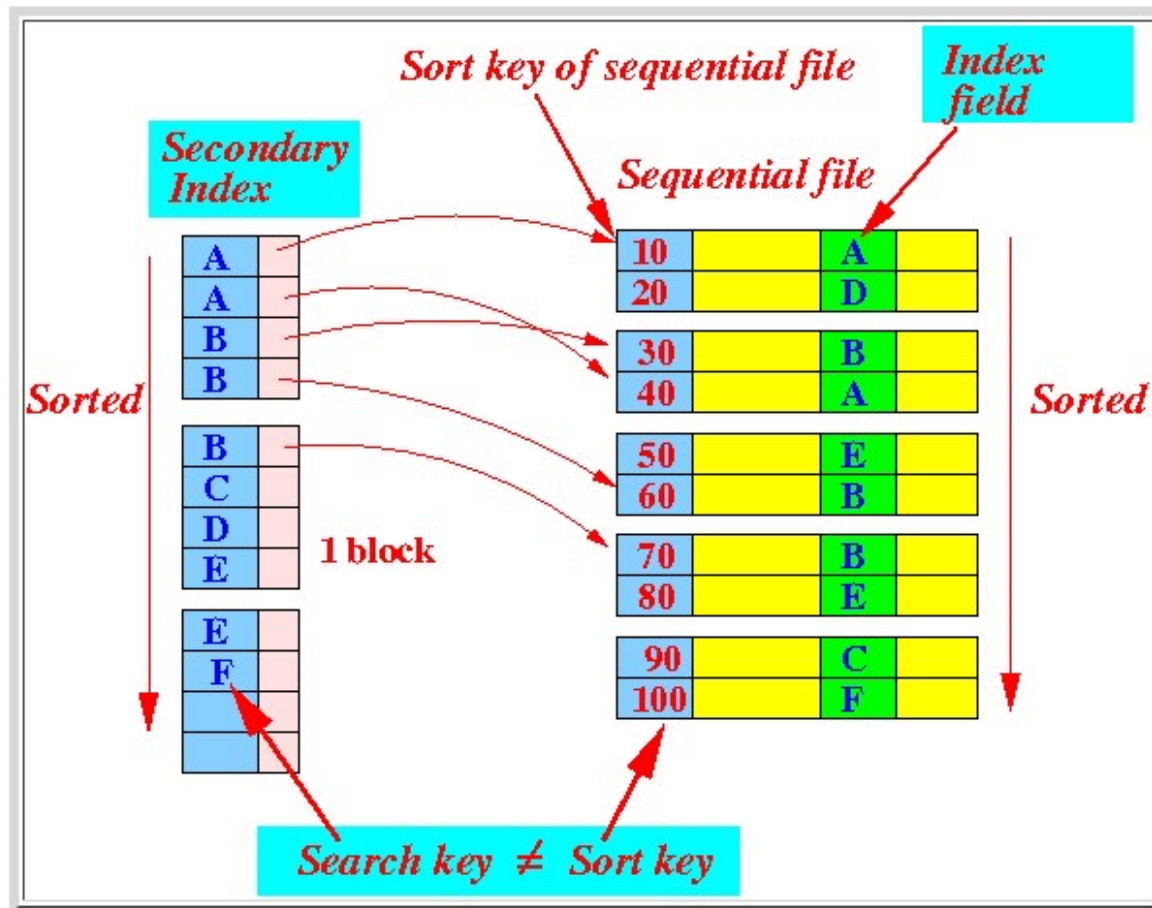 Sort key of sequential file
Index
field
Secondary
Index
Sequential file
Sorted
A
A
B
B
B
C
D
E
1 block
E
F
10 A
20 D
30 B
40 A
50 E
60 B
70 B
80 E
90 C
100 F
Sorted
Search key ≠ Sort key